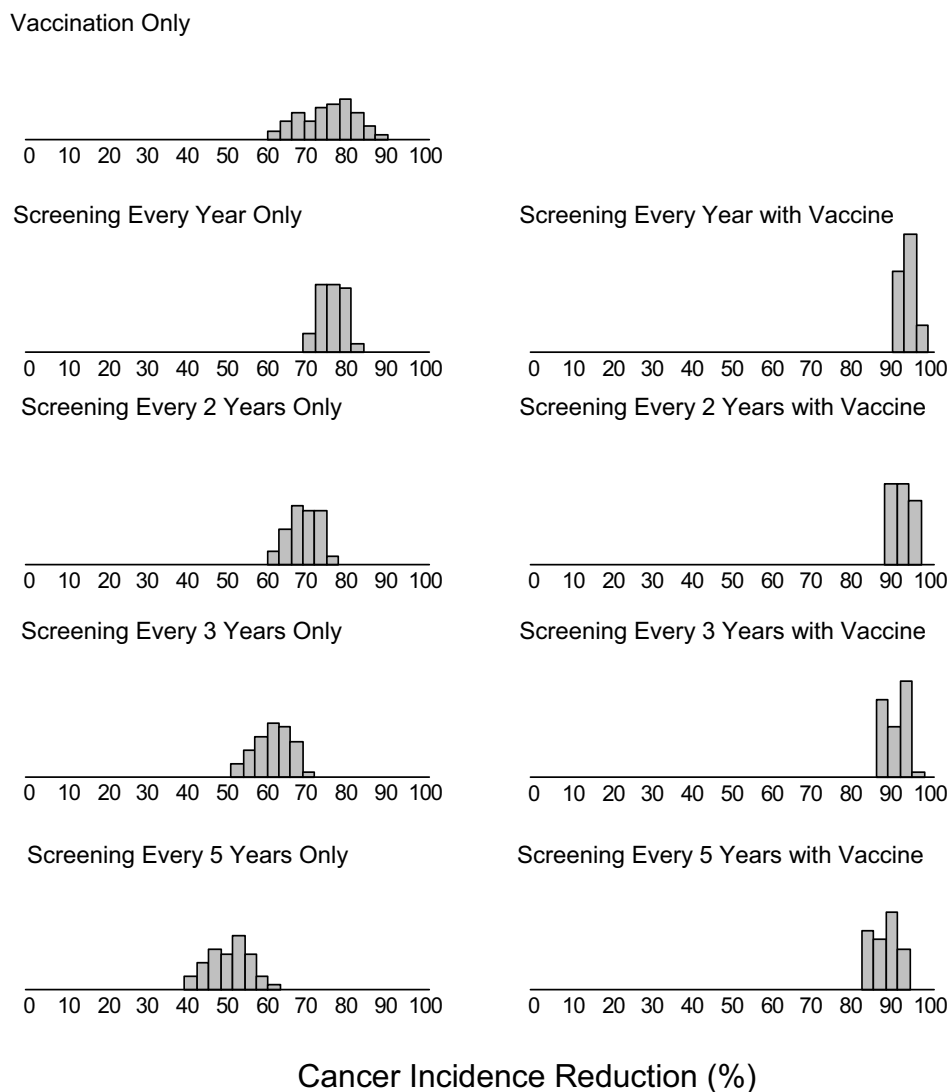 Vaccination Only
0 10 20 30 40 50 60 70 80 90 100
Screening Every Year Only
0 10 20 30 40 50 60 70 80 90 100
Screening Every Year with Vaccine
0 10 20 30 40 50 60 70 80 90 100
Screening Every 2 Years Only
0 10 20 30 40 50 60 70 80 90 100
Screening Every 2 Years with Vaccine
0 10 20 30 40 50 60 70 80 90 100
Screening Every 3 Years Only
0 10 20 30 40 50 60 70 80 90 100
Screening Every 3 Years with Vaccine
0 10 20 30 40 50 60 70 80 90 100
Screening Every 5 Years Only
0 10 20 30 40 50 60 70 80 90 100
Screening Every 5 Years with Vaccine
0 10 20 30 40 50 60 70 80 90 100
Cancer Incidence Reduction (%)